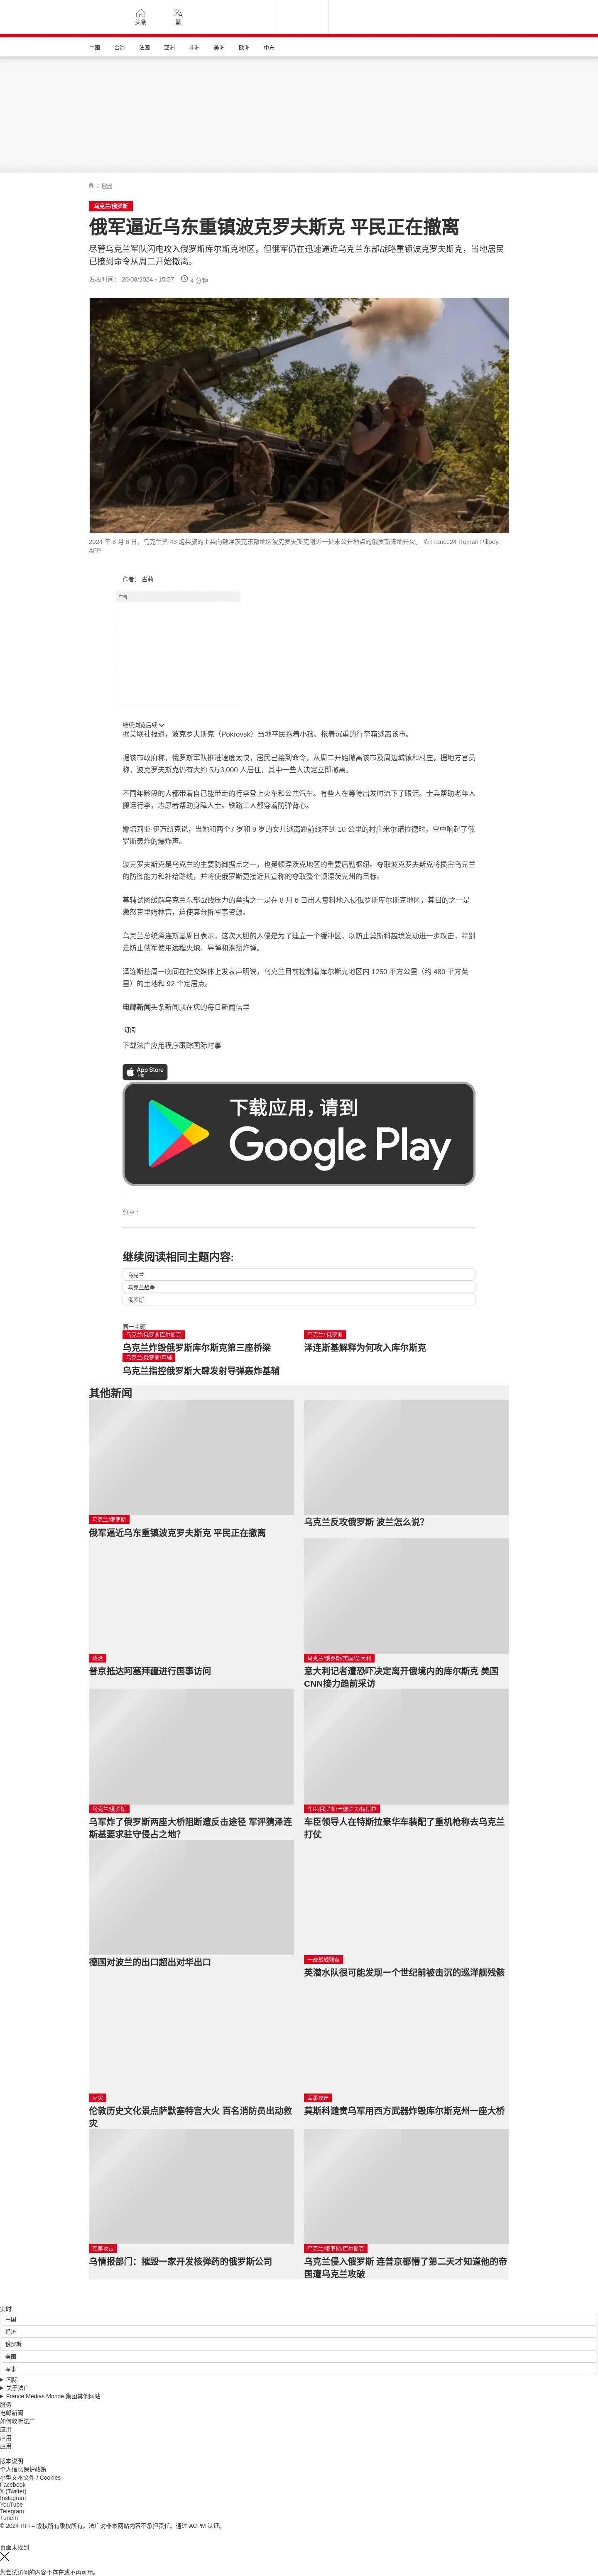 头条
繁
中国 台海 法国 亚洲 非洲 美洲 欧洲 中东
/ 欧洲
乌克兰/俄罗斯
俄军逼近乌东重镇波克罗夫斯克 平民正在撤离
尽管乌克兰军队闪电攻入俄罗斯库尔斯克地区，但俄军仍在迅速逼近乌克兰东部战略重镇波克罗夫斯克，当地居民
已接到命令从周二开始撤离。
发表时间： 20/08/2024 - 15:57 4 分钟
2024 年 8 月 8 日，乌克兰第 43 炮兵旅的士兵向顿涅茨克东部地区波克罗夫斯克附近一处未公开地点的俄罗斯阵地开火。 © France24 Roman Pilipey,
AFP
作者： 古莉
广告
继续浏览后续
据美联社报道，波克罗夫斯克（Pokrovsk）当地平民抱着小孩、拖着沉重的行李箱逃离该市。
据该市政府称，俄罗斯军队推进速度太快，居民已接到命令，从周二开始撤离该市及周边城镇和村庄。据地方官员
称，波克罗夫斯克仍有大约 5万3,000 人居住，其中一些人决定立即撤离。
不同年龄段的人都带着自己能带走的行李登上火车和公共汽车。有些人在等待出发时流下了眼泪。士兵帮助老年人
搬运行李，志愿者帮助身障人士。铁路工人都穿着防弹背心。
娜塔莉亚·伊万纽克说，当她和两个7 岁和 9 岁的女儿逃离距前线不到 10 公里的村庄米尔诺拉德时，空中响起了俄
罗斯轰炸的爆炸声。
波克罗夫斯克是乌克兰的主要防御据点之一，也是顿涅茨克地区的重要后勤枢纽。夺取波克罗夫斯克将损害乌克兰
的防御能力和补给路线，并将使俄罗斯更接近其宣称的夺取整个顿涅茨克州的目标。
基辅试图缓解乌克兰东部战线压力的举措之一是在 8 月 6 日出人意料地入侵俄罗斯库尔斯克地区，其目的之一是
激怒克里姆林宫，迫使其分拆军事资源。
乌克兰总统泽连斯基周日表示，这次大胆的入侵是为了建立一个缓冲区，以防止莫斯科越境发动进一步攻击，特别
是防止俄军使用远程火炮、导弹和滑翔炸弹。
泽连斯基周一晚间在社交媒体上发表声明说，乌克兰目前控制着库尔斯克地区内 1250 平方公里（约 480 平方英
里）的土地和 92 个定居点。
电邮新闻头条新闻就在您的每日新闻信里
订阅
下载法广应用程序跟踪国际时事
App Store
下载
下载应用，请到
Google Play
分享 :
继续阅读相同主题内容:
乌克兰
乌克兰战争
俄罗斯
同一主题
乌克兰/俄罗斯库尔斯克
乌克兰炸毁俄罗斯库尔斯克第三座桥梁
乌克兰/ 俄罗斯
泽连斯基解释为何攻入库尔斯克
乌克兰/俄罗斯/基辅
乌克兰指控俄罗斯大肆发射导弹轰炸基辅
其他新闻
乌克兰/俄罗斯
俄军逼近乌东重镇波克罗夫斯克 平民正在撤离
乌克兰反攻俄罗斯 波兰怎么说?
政治
普京抵达阿塞拜疆进行国事访问
乌克兰/俄罗斯/美国/意大利
意大利记者遭恐吓决定离开俄境内的库尔斯克 美国
CNN接力趋前采访
乌克兰/俄罗斯
乌军炸了俄罗斯两座大桥阻断遭反击途径 军评猜泽连
斯基要求驻守侵占之地?
车臣/俄罗斯/卡德罗夫/特斯拉
车臣领导人在特斯拉豪华车装配了重机枪称去乌克兰
打仗
德国对波兰的出口超出对华出口
一战战舰残骸
英潜水队很可能发现一个世纪前被击沉的巡洋舰残骸
火灾
伦敦历史文化景点萨默塞特宫大火 百名消防员出动救
灾
军事攻击
莫斯科谴责乌军用西方武器炸毁库尔斯克州一座大桥
军事攻击
乌情报部门：摧毁一家开发核弹药的俄罗斯公司
乌克兰/俄罗斯/库尔斯克
乌克兰侵入俄罗斯 连普京都懵了第二天才知道他的帝
国遭乌克兰攻破
实时
中国
经济
俄罗斯
美国
军事
国际
关于法广
France Médias Monde 集团其他网站
服务
电邮新闻
如何收听法广
应用
应用
应用
版本说明
个人信息保护政策
小型文本文件 / Cookies
Facebook
X (Twitter)
Instagram
YouTube
Telegram
TuneIn
© 2024 RFI – 版权所有版权所有。法广对非本网站内容不承担责任。通过 ACPM 认证。
页面未找到
您尝试访问的内容不存在或不再可用。